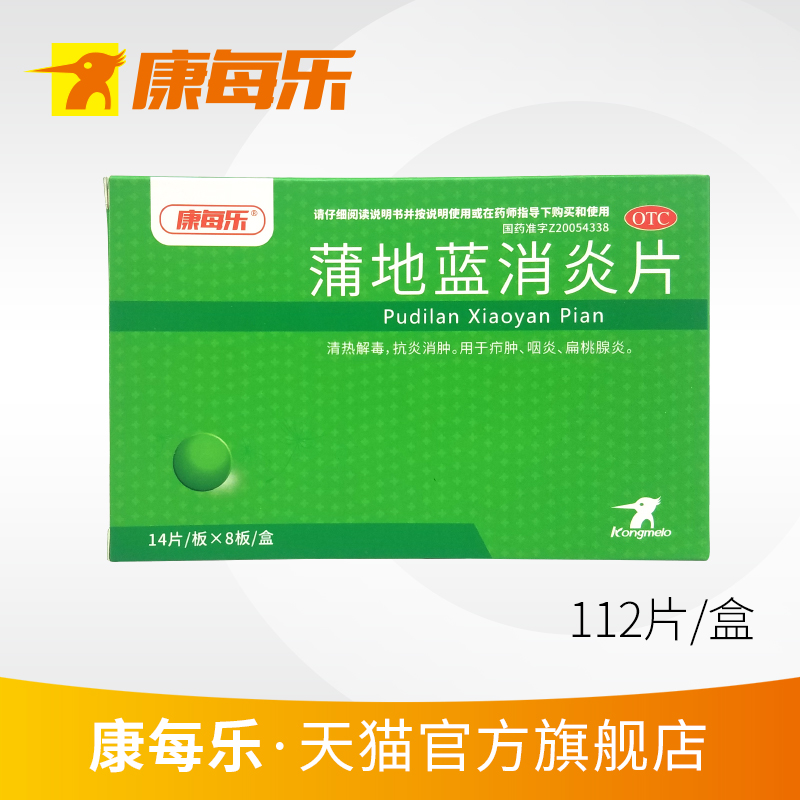 康每乐
康每乐®
请仔细阅读说明书并按说明使用或在药师指导下购买和使用
OTC
国药准字Z20054338
蒲地蓝消炎片
Pudilan Xiaoyan Pian
清热解毒,抗炎消肿。用于疖肿、咽炎、扁桃腺炎。
14片/板×8板/盒
Kongmelo
112片/盒
康每乐·天猫官方旗舰店